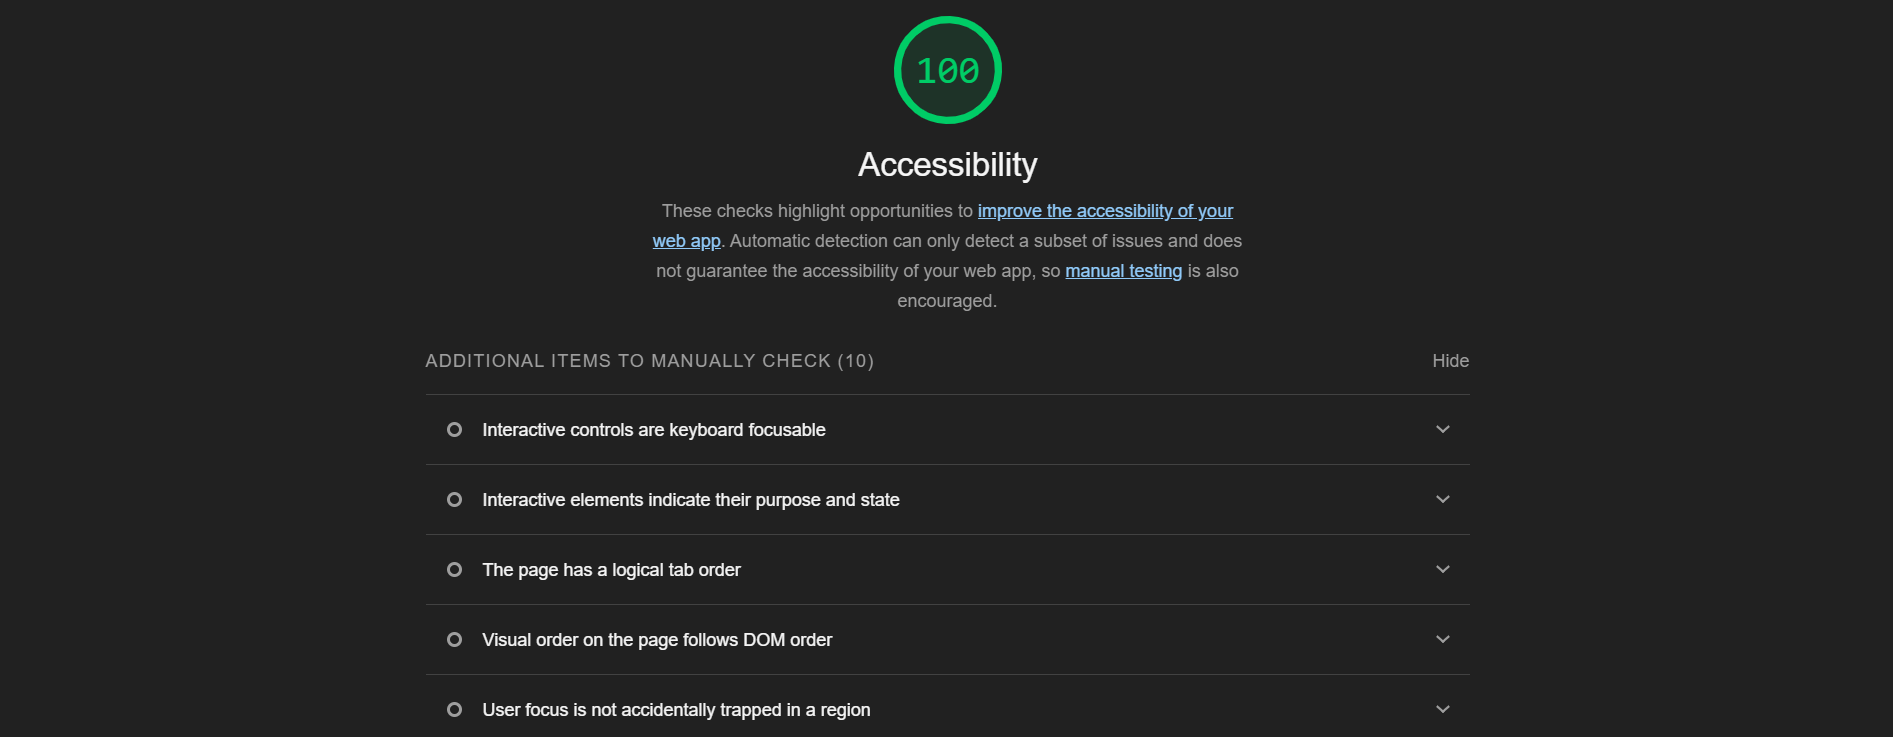 100
Accessibility
These checks highlight opportunities to improve the accessibility of your
web app. Automatic detection can only detect a subset of issues and does
not guarantee the accessibility of your web app, so manual testing is also
encouraged.
ADDITIONAL ITEMS TO MANUALLY CHECK (10) Hide
Interactive controls are keyboard focusable
Interactive elements indicate their purpose and state
The page has a logical tab order
Visual order on the page follows DOM order
User focus is not accidentally trapped in a region